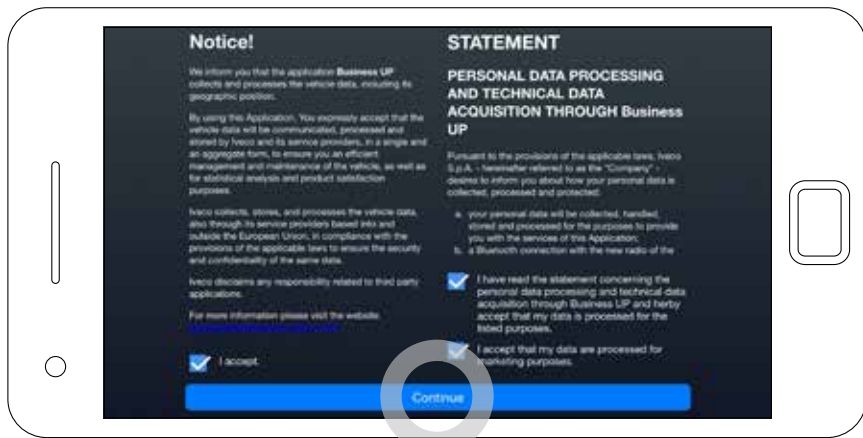 Notice!
We inform you that the application Business UP
collects and processes the vehicle data, including its
geographic position.
By using this Application, You expressly accept that the
vehicle data will be communicated, processed and
stored by Iveco and its service providers, in a single and
an aggregate form, to ensure you an efficient
management and maintenance of the vehicle, as well as
for statistical analysis and product satisfaction
purposes.
Iveco collects, stores, and processes the vehicle data,
also through its service providers based into and
outside the European Union, in compliance with the
provisions of the applicable laws to ensure the security
and confidentiality of the same data.
Iveco disclaims any responsibility related to third party
applications.
For more information please visit the website:
I accept
STATEMENT
PERSONAL DATA PROCESSING
AND TECHNICAL DATA
ACQUISITION THROUGH Business
UP
Pursuant to the provisions of the applicable laws, Iveco
S.p.A. - hereinafter referred to as the "Company" -
desires to inform you about how your personal data is
collected, processed and protected:
a. your personal data will be collected, handled,
stored and processed for the purposes to provide
you with the services of this Application;
b. a Bluetooth connection with the new radio of the
I have read the statement concerning the
personal data processing and technical data
acquisition through Business UP and herby
accept that my data is processed for the
listed purposes.
I accept that my data are processed for
marketing purposes.
Continue